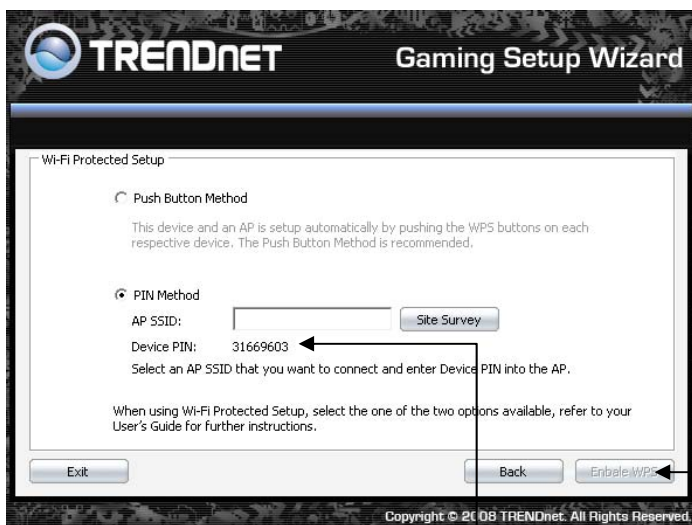 TRENDNET
Gaming Setup Wizard
Wi-Fi Protected Setup
Push Button Method
This device and an AP is setup automatically by pushing the WPS buttons on each
respective device. The Push Button Method is recommended.
PIN Method
AP SSID:
Site Survey
Device PIN: 31669603
Select an AP SSID that you want to connect and enter Device PIN into the AP.
When using Wi-Fi Protected Setup, select the one of the two options available, refer to your
User's Guide for further instructions.
Exit
Back
Enbale WPS
Copyright © 2008 TRENDnet. All Rights Reserved